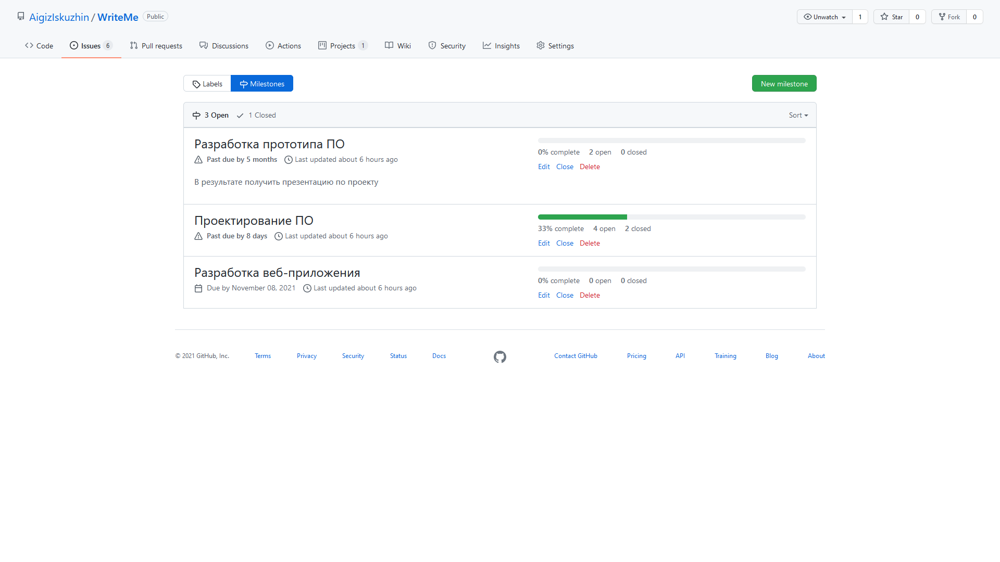 AigizIskuzhin / WriteMe Public
Unwatch 1 Star 0 Fork 0
Code Issues 6 Pull requests Discussions Actions Projects 1 Wiki Security Insights Settings
Labels Milestones New milestone
3 Open 1 Closed Sort
Разработка прототипа ПО
Past due by 5 months Last updated about 6 hours ago
В результате получить презентацию по проекту
0% complete 2 open 0 closed
Edit Close Delete
Проектирование ПО
Past due by 8 days Last updated about 6 hours ago
33% complete 4 open 2 closed
Edit Close Delete
Разработка веб-приложения
Due by November 08, 2021 Last updated about 6 hours ago
0% complete 0 open 0 closed
Edit Close Delete
© 2021 GitHub, Inc. Terms Privacy Security Status Docs Contact GitHub Pricing API Training Blog About